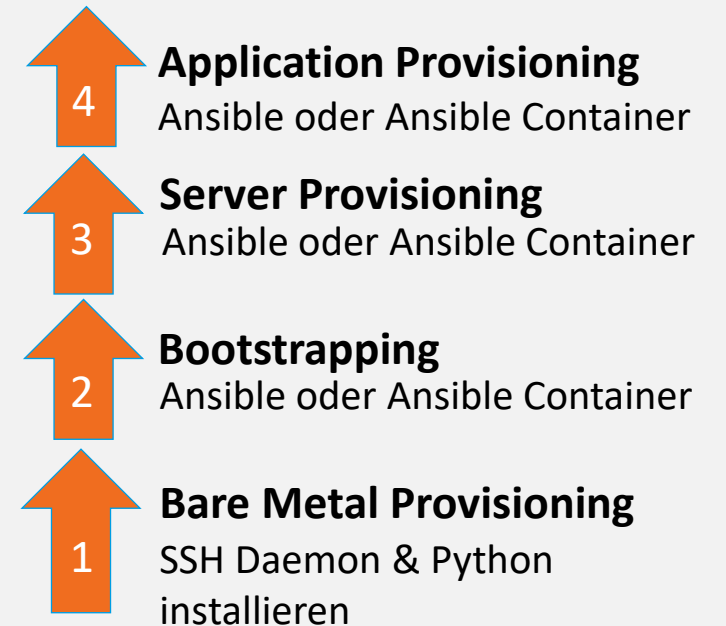 4
Application Provisioning
Ansible oder Ansible Container
3
Server Provisioning
Ansible oder Ansible Container
2
Bootstrapping
Ansible oder Ansible Container
1
Bare Metal Provisioning
SSH Daemon & Python
installieren